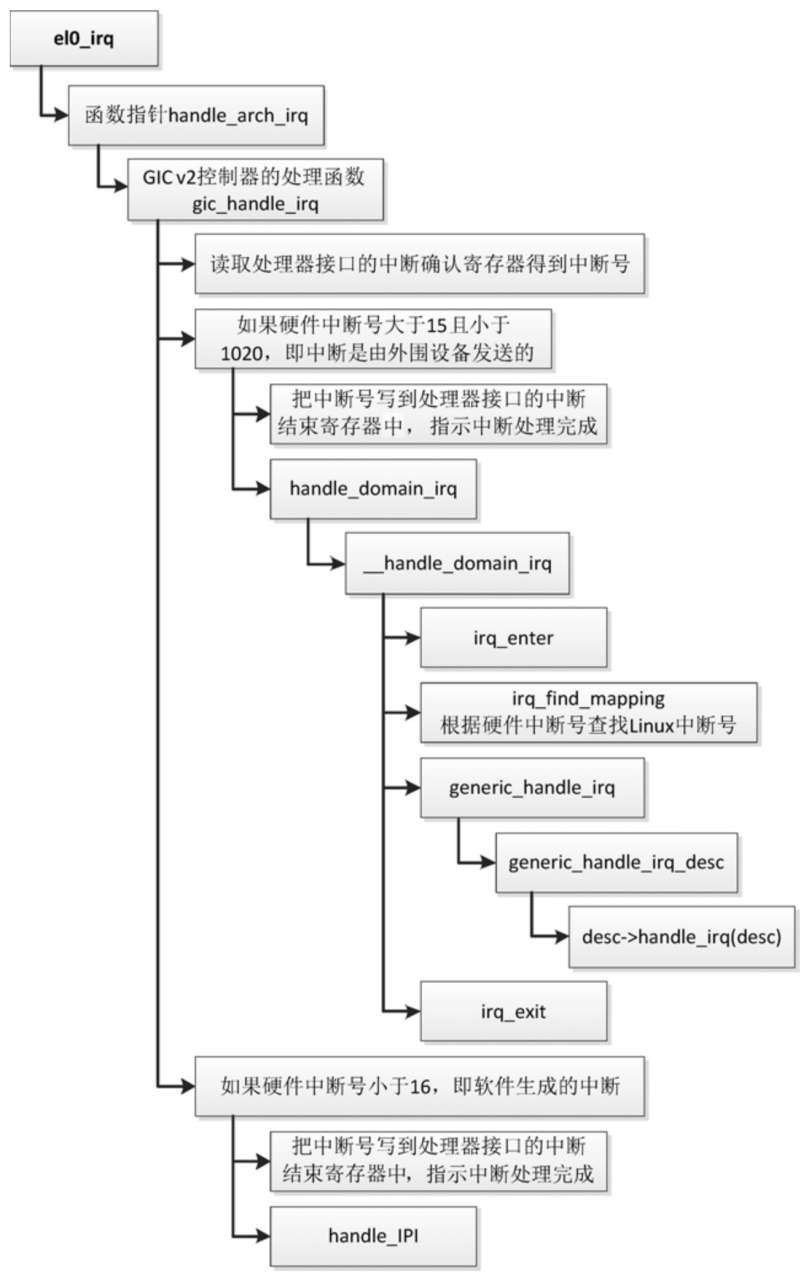 el0_irq
函数指针handle_arch_irq
GIC v2控制器的处理函数
gic_handle_irq
读取处理器接口的中断确认寄存器得到中断号
如果硬件中断号大于15且小于
1020，即中断是由外围设备发送的
把中断号写到处理器接口的中断
结束寄存器中，指示中断处理完成
handle_domain_irq
__handle_domain_irq
irq_enter
irq_find_mapping
根据硬件中断号查找Linux中断号
generic_handle_irq
generic_handle_irq_desc
desc->handle_irq(desc)
irq_exit
如果硬件中断号小于16，即软件生成的中断
把中断号写到处理器接口的中断
结束寄存器中，指示中断处理完成
handle_IPI